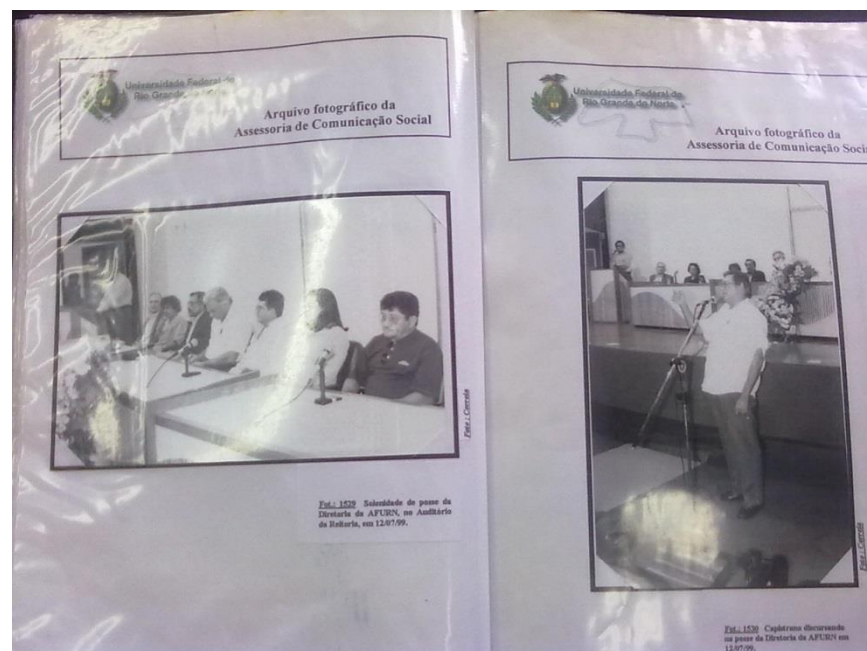 Universidade Federal do
Rio Grande do Norte
Arquivo fotográfico da
Assessoria de Comunicação Social
Foto: Correia
Fot.: 1529 Solenidade de posse da
Diretoria da AFURN, no Auditório
da Reitoria, em 12/07/99.
Universidade Federal do
Rio Grande do Norte
Arquivo fotográfico da
Assessoria de Comunicação Soci
Foto: Correia
Fot.: 1530 Capistrano discursando
na posse da Diretoria da AFURN em
12/07/99.